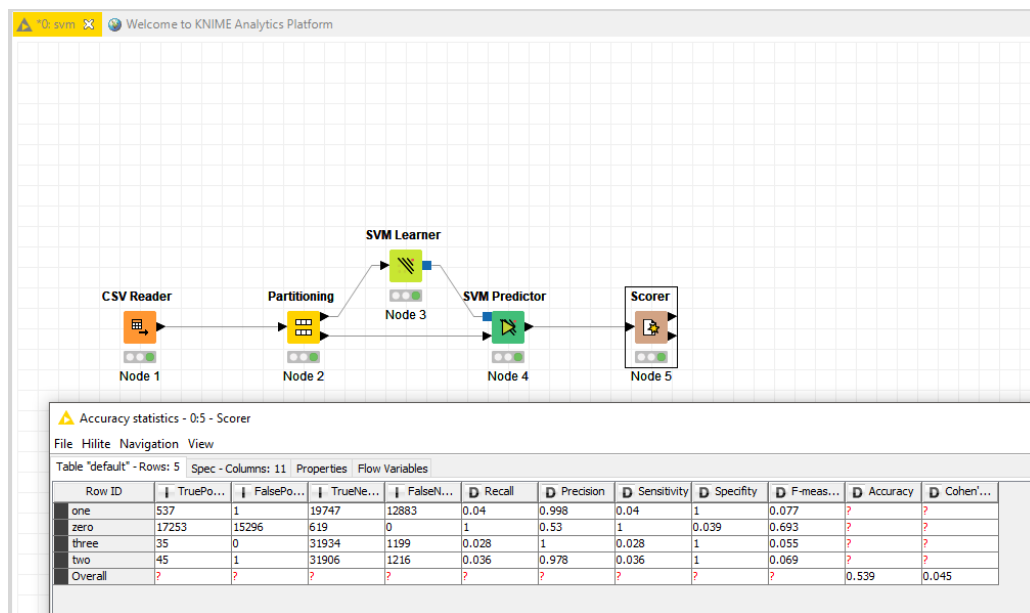 *0: svm Welcome to KNIME Analytics Platform
SVM Learner
CSV Reader Partitioning SVM Predictor Scorer
Node 3
Node 1 Node 2 Node 4 Node 5
Accuracy statistics - 0:5 - Scorer
File Hilite Navigation View
Table "default" - Rows: 5 Spec - Columns: 11 Properties Flow Variables
Row ID I TruePo... I FalsePo... I TrueNe... I FalseN... D Recall D Precision D Sensitivity D Specifity D F-meas... D Accuracy D Cohen'...
one 537 1 19747 12883 0.04 0.998 0.04 1 0.077 ? ?
zero 17253 15296 619 0 1 0.53 1 0.039 0.693 ? ?
three 35 0 31934 1199 0.028 1 0.028 1 0.055 ? ?
two 45 1 31906 1216 0.036 0.978 0.036 1 0.069 ? ?
Overall ? ? ? ? ? ? ? ? ? 0.539 0.045